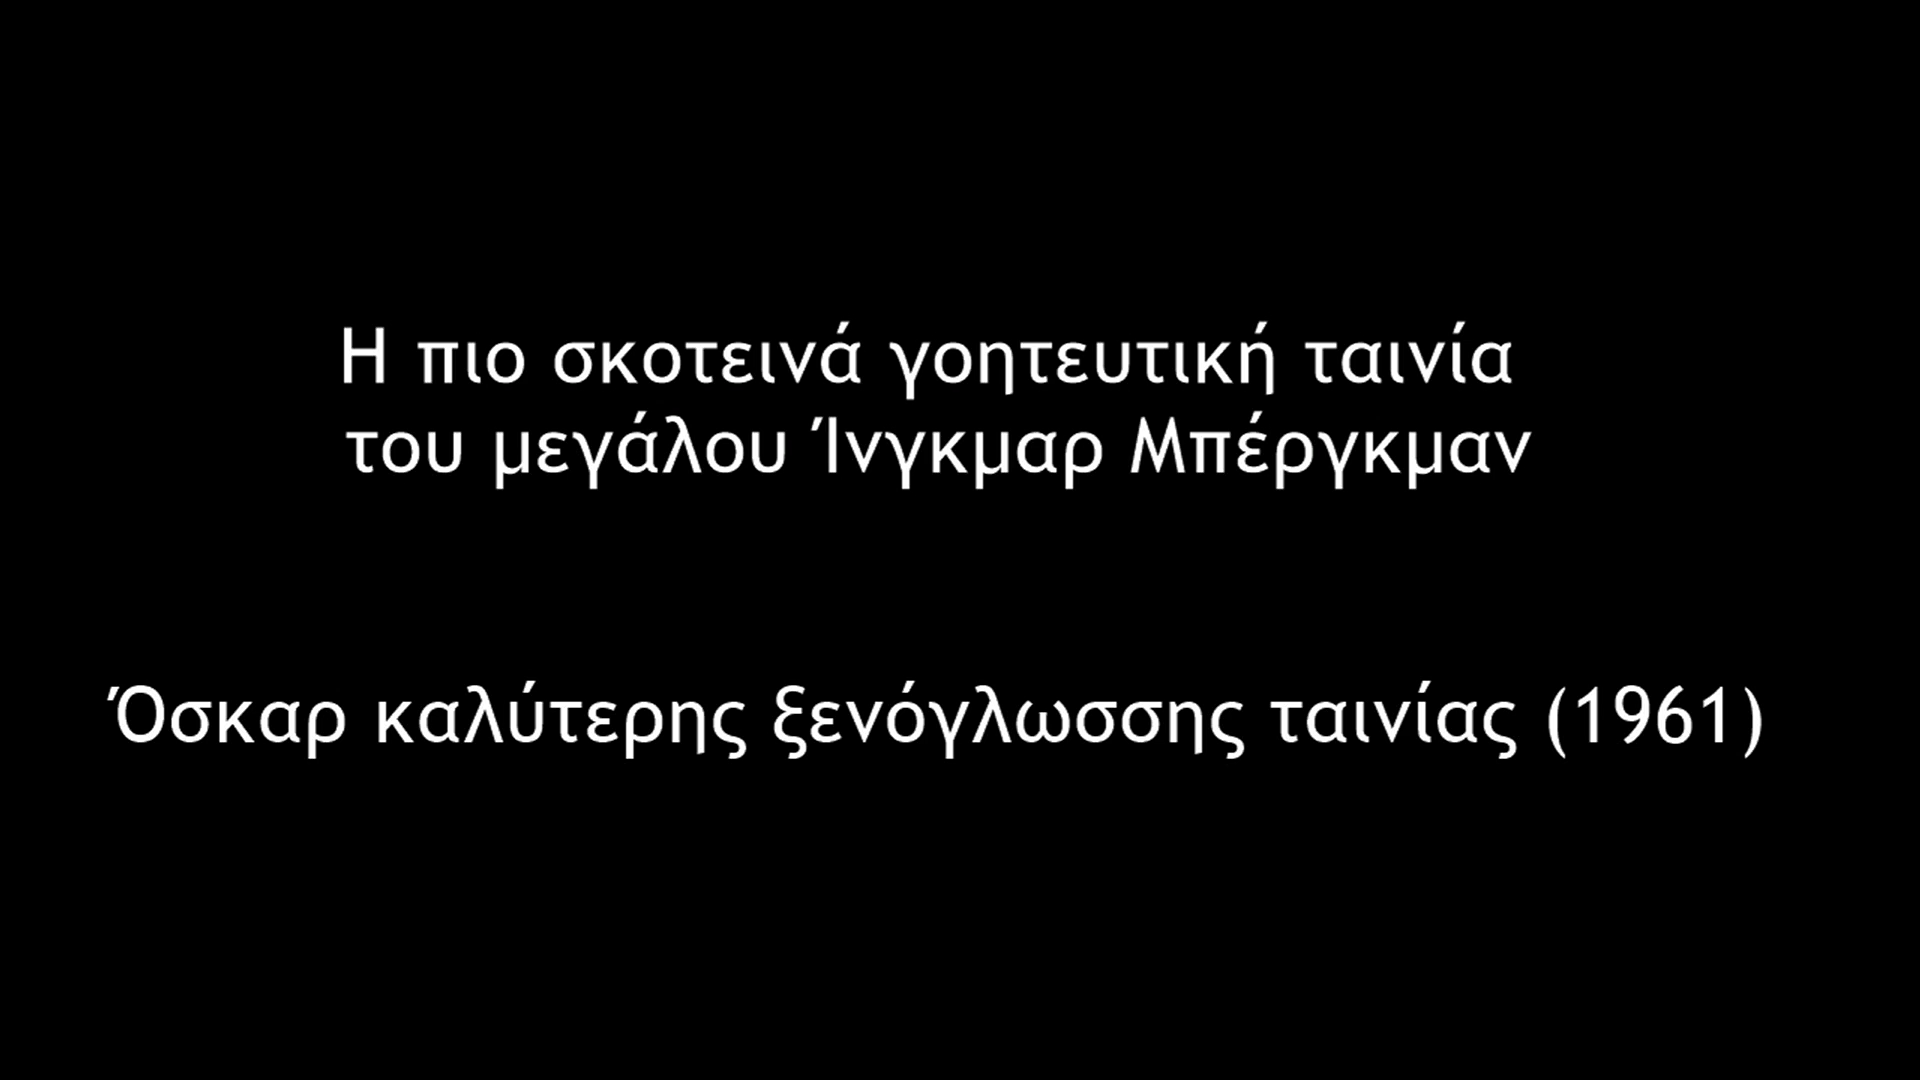 Η πιο σκοτεινά γοητευτική ταινία
του μεγάλου Ίνγκμαρ Μπέργκμαν
Όσκαρ καλύτερης ξενόγλωσσης ταινίας (1961)